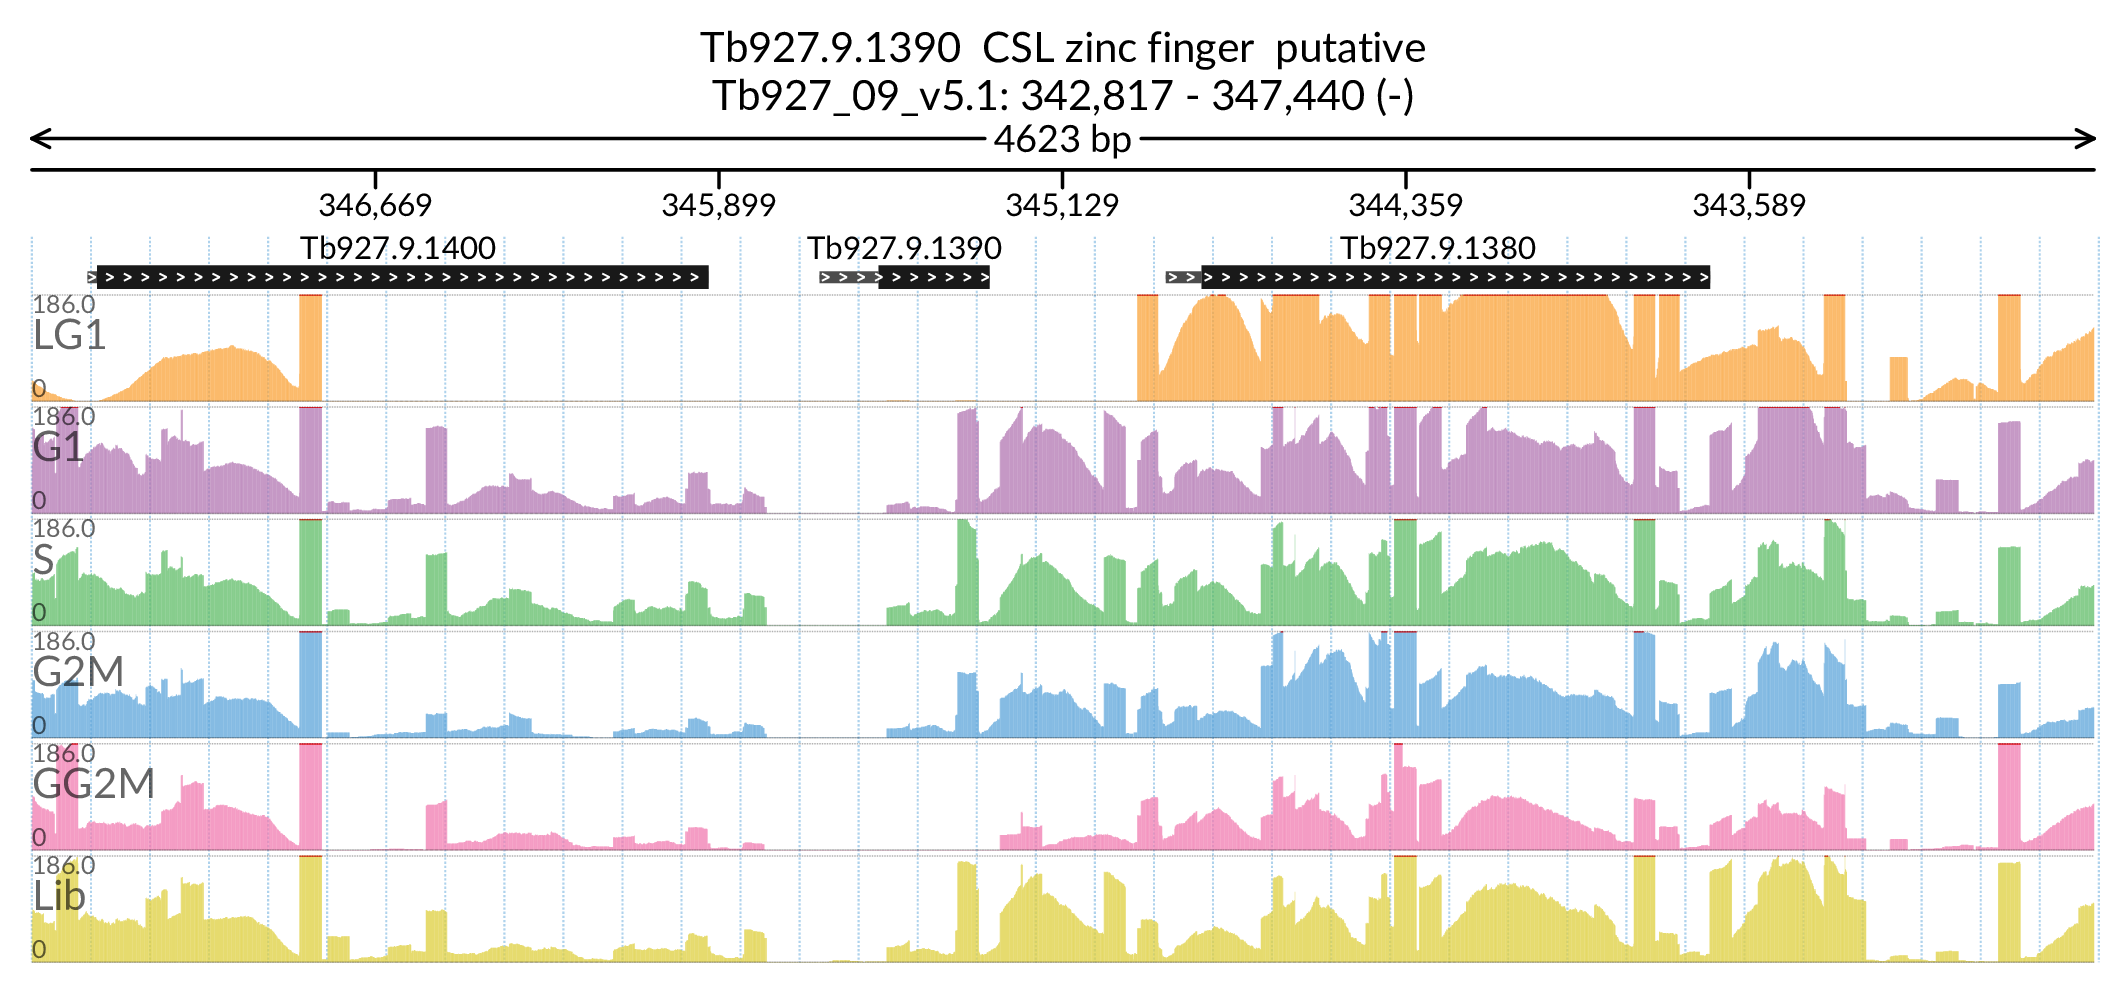 Tb927.9.1390  CSL zinc finger  putative
Tb927_09_v5.1: 342,817 - 347,440 (-)
4623 bp
346,669 345,899 345,129 344,359 343,589
Tb927.9.1400 Tb927.9.1390 Tb927.9.1380
186.0
LG1
0
186.0
G1
0
186.0
S
0
186.0
G2M
0
186.0
GG2M
0
186.0
Lib
0